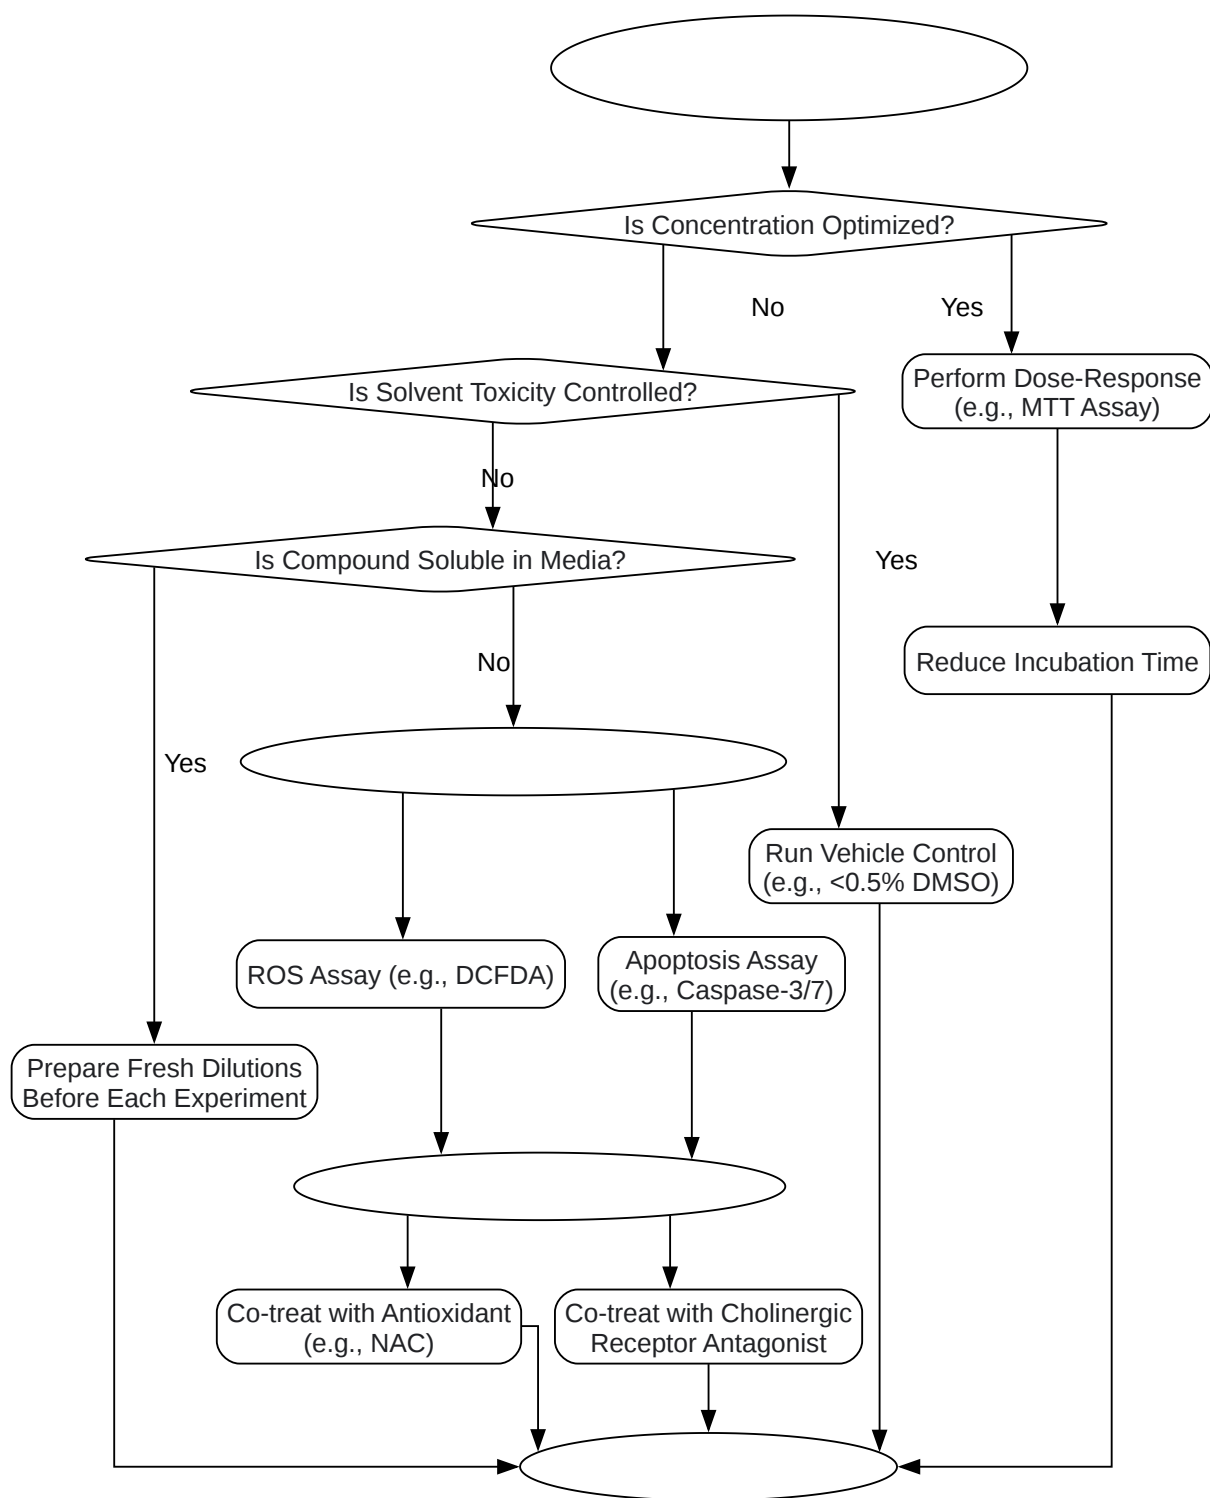 Is Concentration Optimized?
No
Yes
Is Solvent Toxicity Controlled?
Perform Dose-Response
(e.g., MTT Assay)
No
Is Compound Soluble in Media?
Yes
No
Reduce Incubation Time
Yes
Run Vehicle Control
(e.g., <0.5% DMSO)
ROS Assay (e.g., DCFDA)
Apoptosis Assay
(e.g., Caspase-3/7)
Prepare Fresh Dilutions
Before Each Experiment
Co-treat with Antioxidant
(e.g., NAC)
Co-treat with Cholinergic
Receptor Antagonist